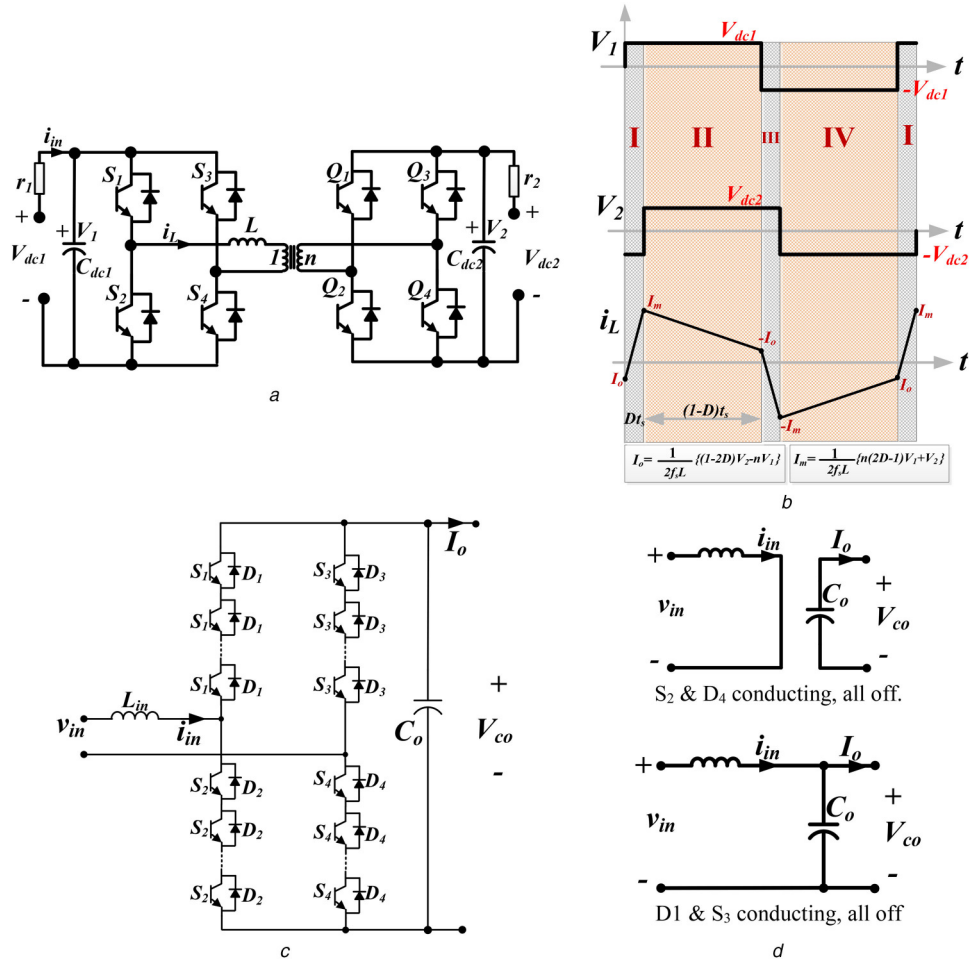 i_in
r_1
+
V_dc1
-
+ V_1
C_dc1
S_1
S_3
S_2
S_4
i_L
L
1
n
Q_1
Q_3
Q_2
Q_4
+ V_2
C_dc2
r_2
+
V_dc2
-
a
V_1
V_dc1
t
-V_dc1
I
II
III
IV
I
V_2
V_dc2
t
-V_dc2
i_L
I_m
-I_o
I_m
t
I_o
I_o
-I_m
Dt_s
(1-D)t_s
I_o= 1/2f_sL {(1-2D)V_2-nV_1}
I_m= 1/2f_sL {n(2D-1)V_1+V_2}
b
I_o
S_1 D_1
S_3 D_3
S_1 D_1
S_3 D_3
S_1 D_1
S_3 D_3
L_in
v_in
i_in
C_o
+
V_co
-
S_2 D_2
S_4 D_4
S_2 D_2
S_4 D_4
S_2 D_2
S_4 D_4
c
+
i_in
I_o
v_in
C_o
+
V_co
-
-
S_2 & D_4 conducting, all off.
+
i_in
I_o
v_in
C_o
+
V_co
-
-
D1 & S_3 conducting, all off
d